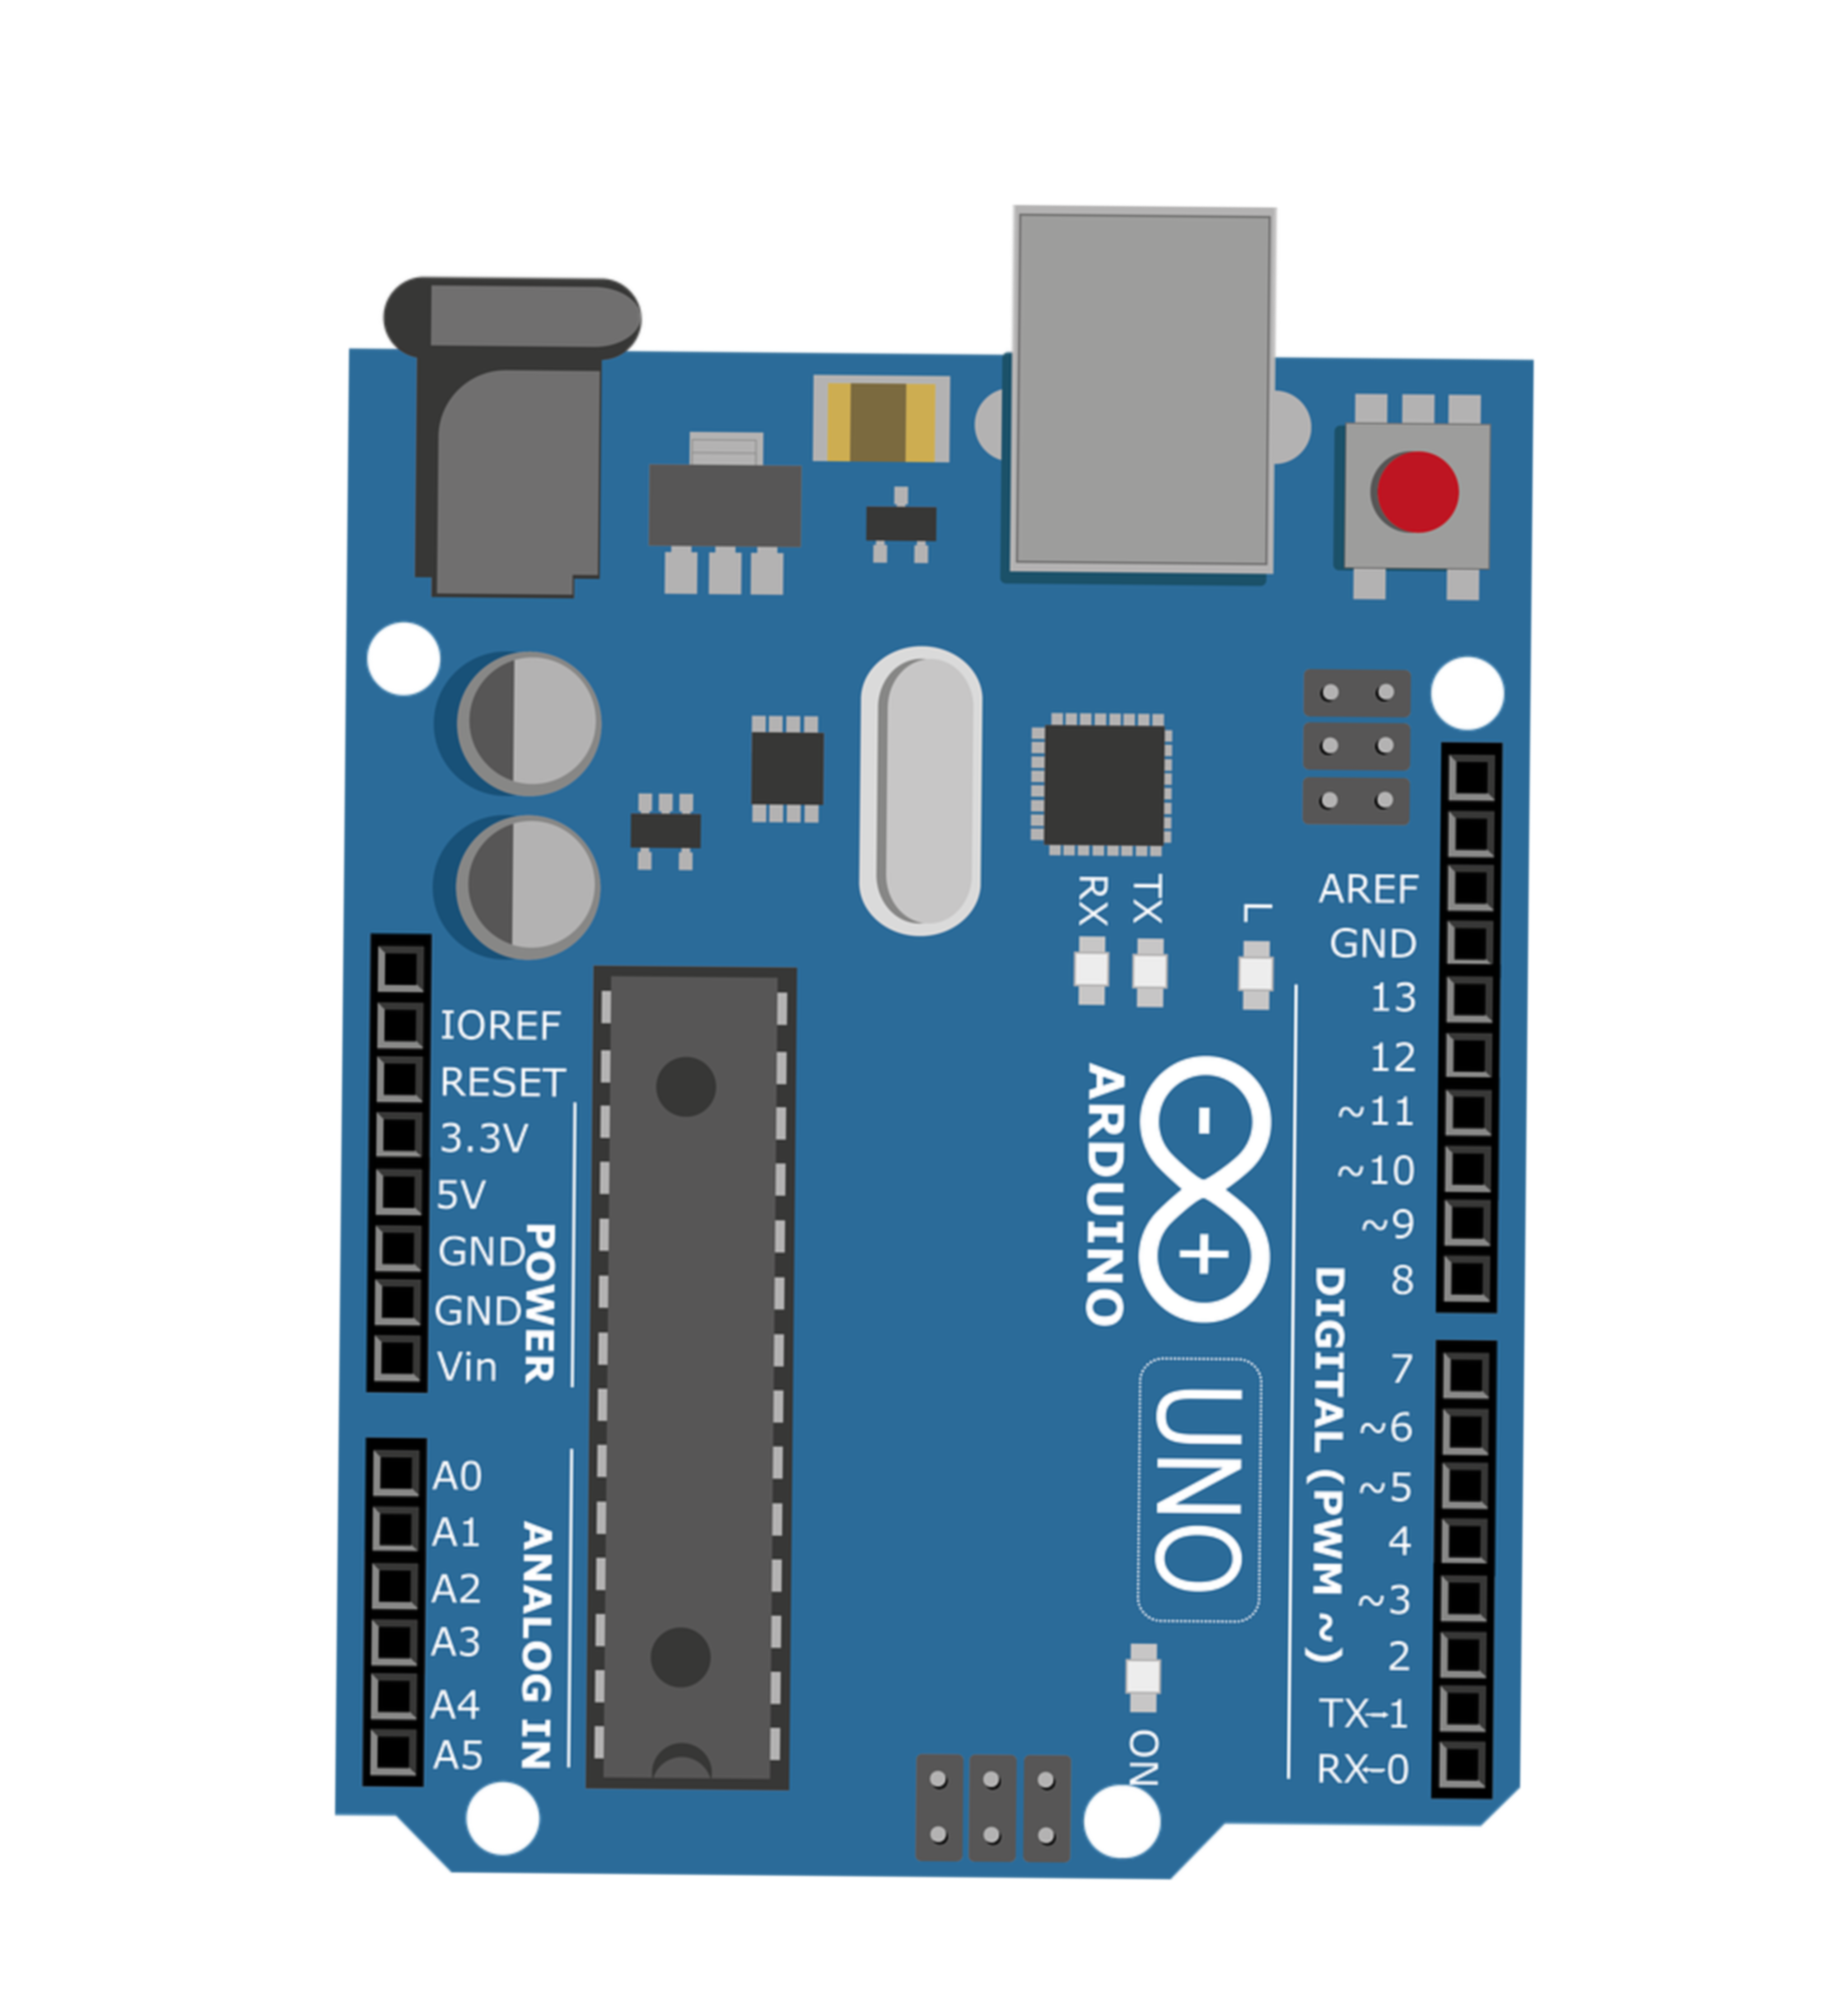 RX
TX
L
AREF
GND
13
12
~11
~10
~9
8
7
~6
~5
4
~3
2
TX→1
RX←0
DIGITAL (PWM ~)
IOREF
RESET
3.3V
5V
GND
GND
Vin
POWER
A0
A1
A2
A3
A4
A5
ANALOG IN
- +
ARDUINO
UNO
ON